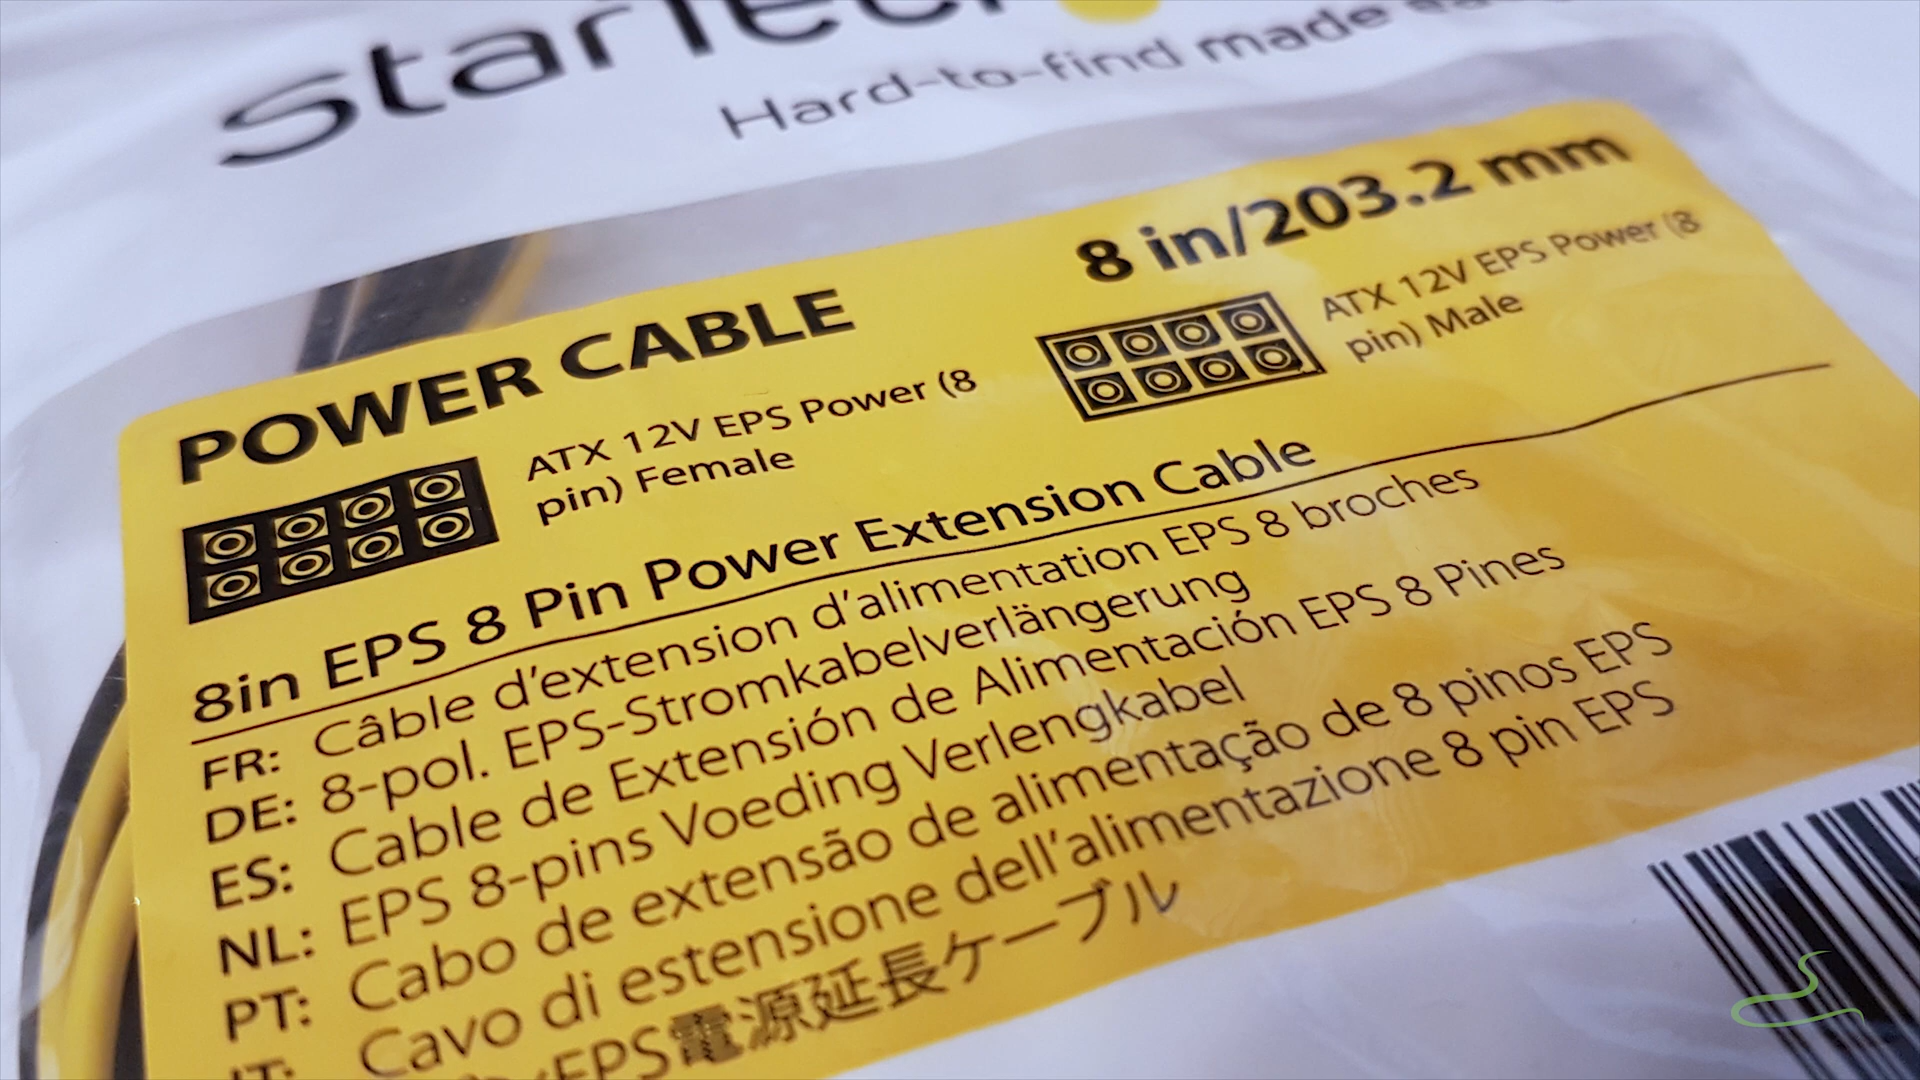 StarTech
Hard-to-find made easy
POWER CABLE
8 in/203.2 mm
ATX 12V EPS Power (8
pin) Female
ATX 12V EPS Power (8
pin) Male
8in EPS 8 Pin Power Extension Cable
FR: Câble d'extension d'alimentation EPS 8 broches
DE: 8-pol. EPS-Stromkabelverlängerung
ES: Cable de Extensión de Alimentación EPS 8 Pines
NL: EPS 8-pins Voeding Verlengkabel
PT: Cabo de extensão de alimentação de 8 pinos EPS
IT: Cavo di estensione dell'alimentazione 8 pin EPS
EPS電源延長ケーブル